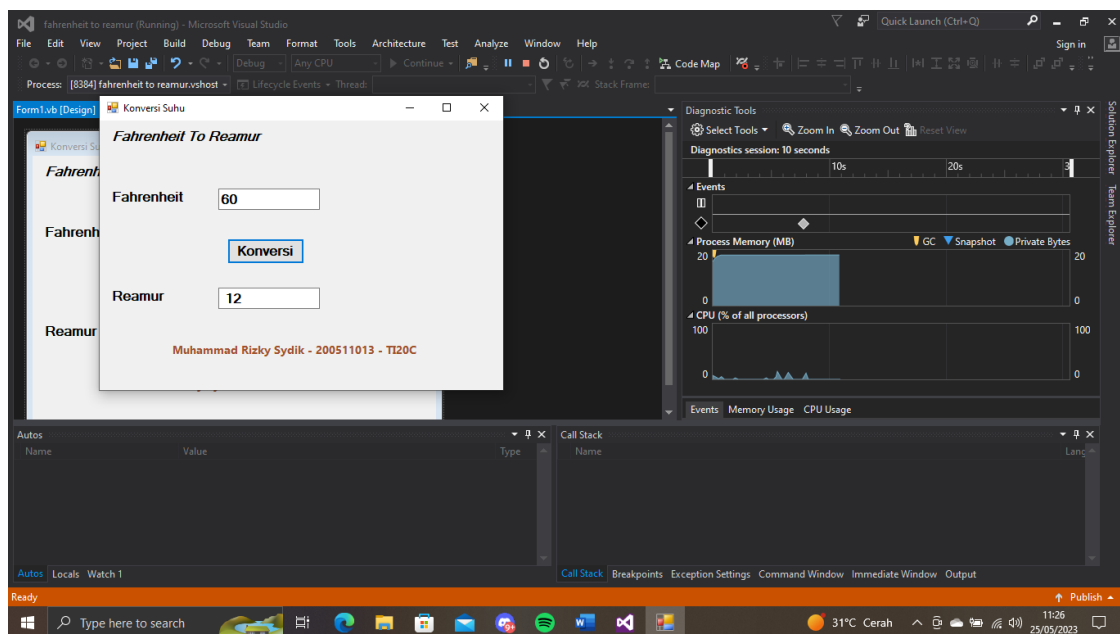 fahrenheit to reamur (Running) - Microsoft Visual Studio
Quick Launch (Ctrl+Q)
File Edit View Project Build Debug Team Format Tools Architecture Test Analyze Window Help
Sign in
Debug Any CPU Continue Code Map
Process: [8384] fahrenheit to reamur.vshost Lifecycle Events Thread: Stack Frame:
Form1.vb [Design]
Konversi Suhu
Fahrenheit To Reamur
Fahrenheit 60
Konversi
Reamur 12
Muhammad Rizky Sydik - 200511013 - TI20C
Konversi Su
Fahrenh
Fahrenh
Reamur
Diagnostic Tools
Select Tools Zoom In Zoom Out Reset View
Diagnostics session: 10 seconds
10s 20s 3
Events
Process Memory (MB) GC Snapshot Private Bytes
20 20
0 0
CPU (% of all processors)
100 100
0 0
Events Memory Usage CPU Usage
Solution Explorer
Team Explorer
Autos
Name Value Type
Autos Locals Watch 1
Call Stack
Name Lang
Call Stack Breakpoints Exception Settings Command Window Immediate Window Output
Ready
Publish
Type here to search
31°C Cerah
11:26
25/05/2023